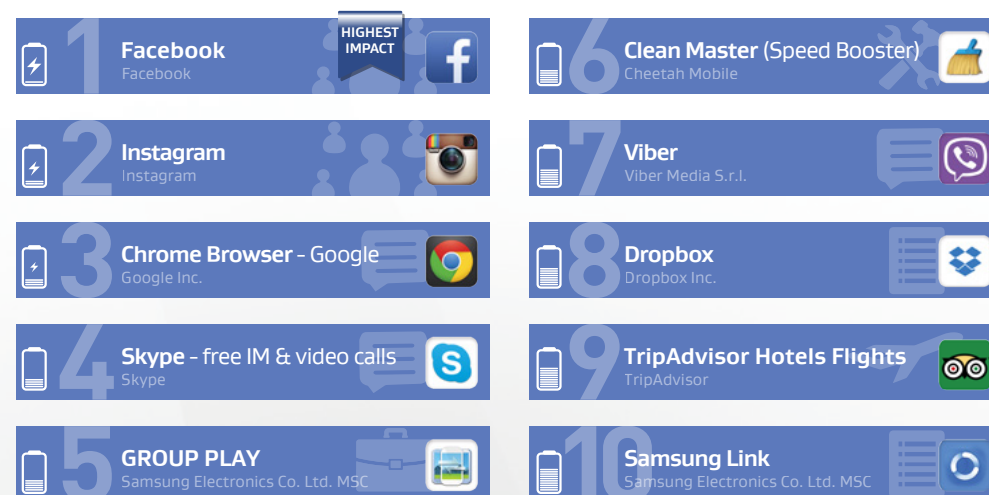 1
Facebook
Facebook
HIGHEST
IMPACT
2
Instagram
Instagram
3
Chrome Browser - Google
Google Inc.
4
Skype - free IM & video calls
Skype
5
GROUP PLAY
Samsung Electronics Co. Ltd. MSC
6
Clean Master (Speed Booster)
Cheetah Mobile
7
Viber
Viber Media S.r.l.
8
Dropbox
Dropbox Inc.
9
TripAdvisor Hotels Flights
TripAdvisor
10
Samsung Link
Samsung Electronics Co. Ltd. MSC